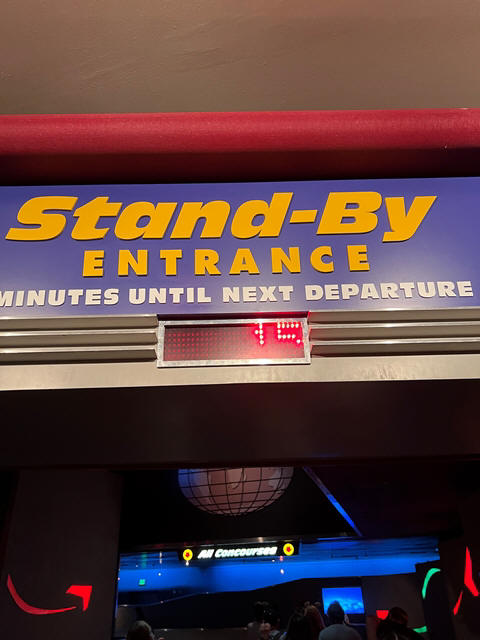 Stand-By
ENTRANCE
MINUTES UNTIL NEXT DEPARTURE
15
All Concourses